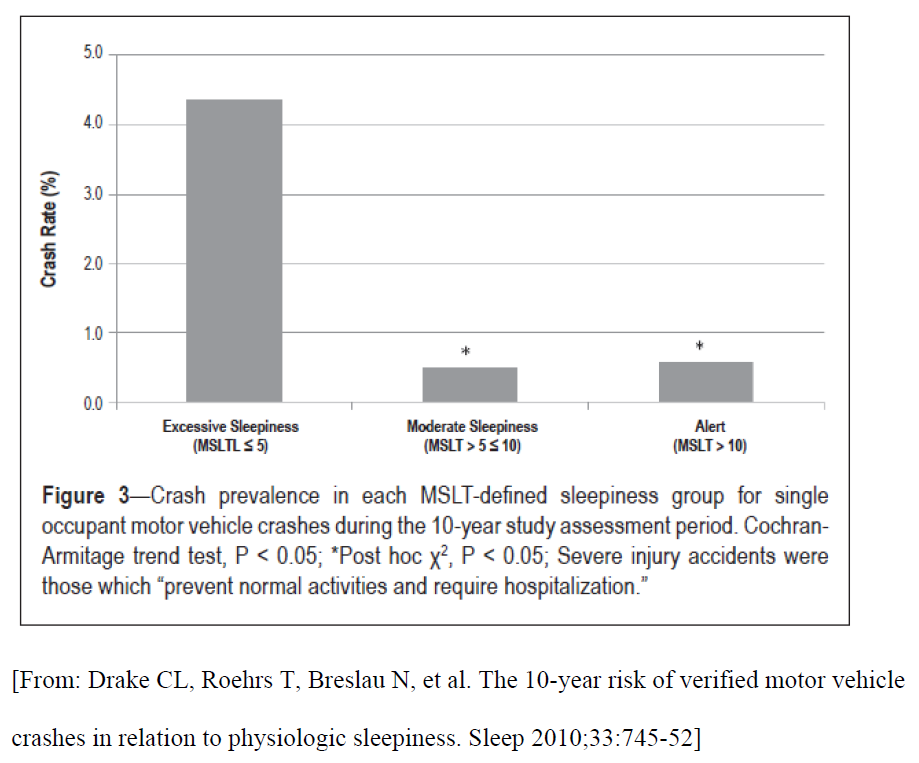 5.0
4.0
3.0
2.0
1.0
0.0
Crash Rate (%)
*
*
Excessive Sleepiness
(MSLTL ≤ 5)
Moderate Sleepiness
(MSLT > 5 ≤ 10)
Alert
(MSLT > 10)
Figure 3—Crash prevalence in each MSLT-defined sleepiness group for single
occupant motor vehicle crashes during the 10-year study assessment period. Cochran-
Armitage trend test, P < 0.05; *Post hoc χ², P < 0.05; Severe injury accidents were
those which “prevent normal activities and require hospitalization.”
[From: Drake CL, Roehrs T, Breslau N, et al. The 10-year risk of verified motor vehicle
crashes in relation to physiologic sleepiness. Sleep 2010;33:745-52]